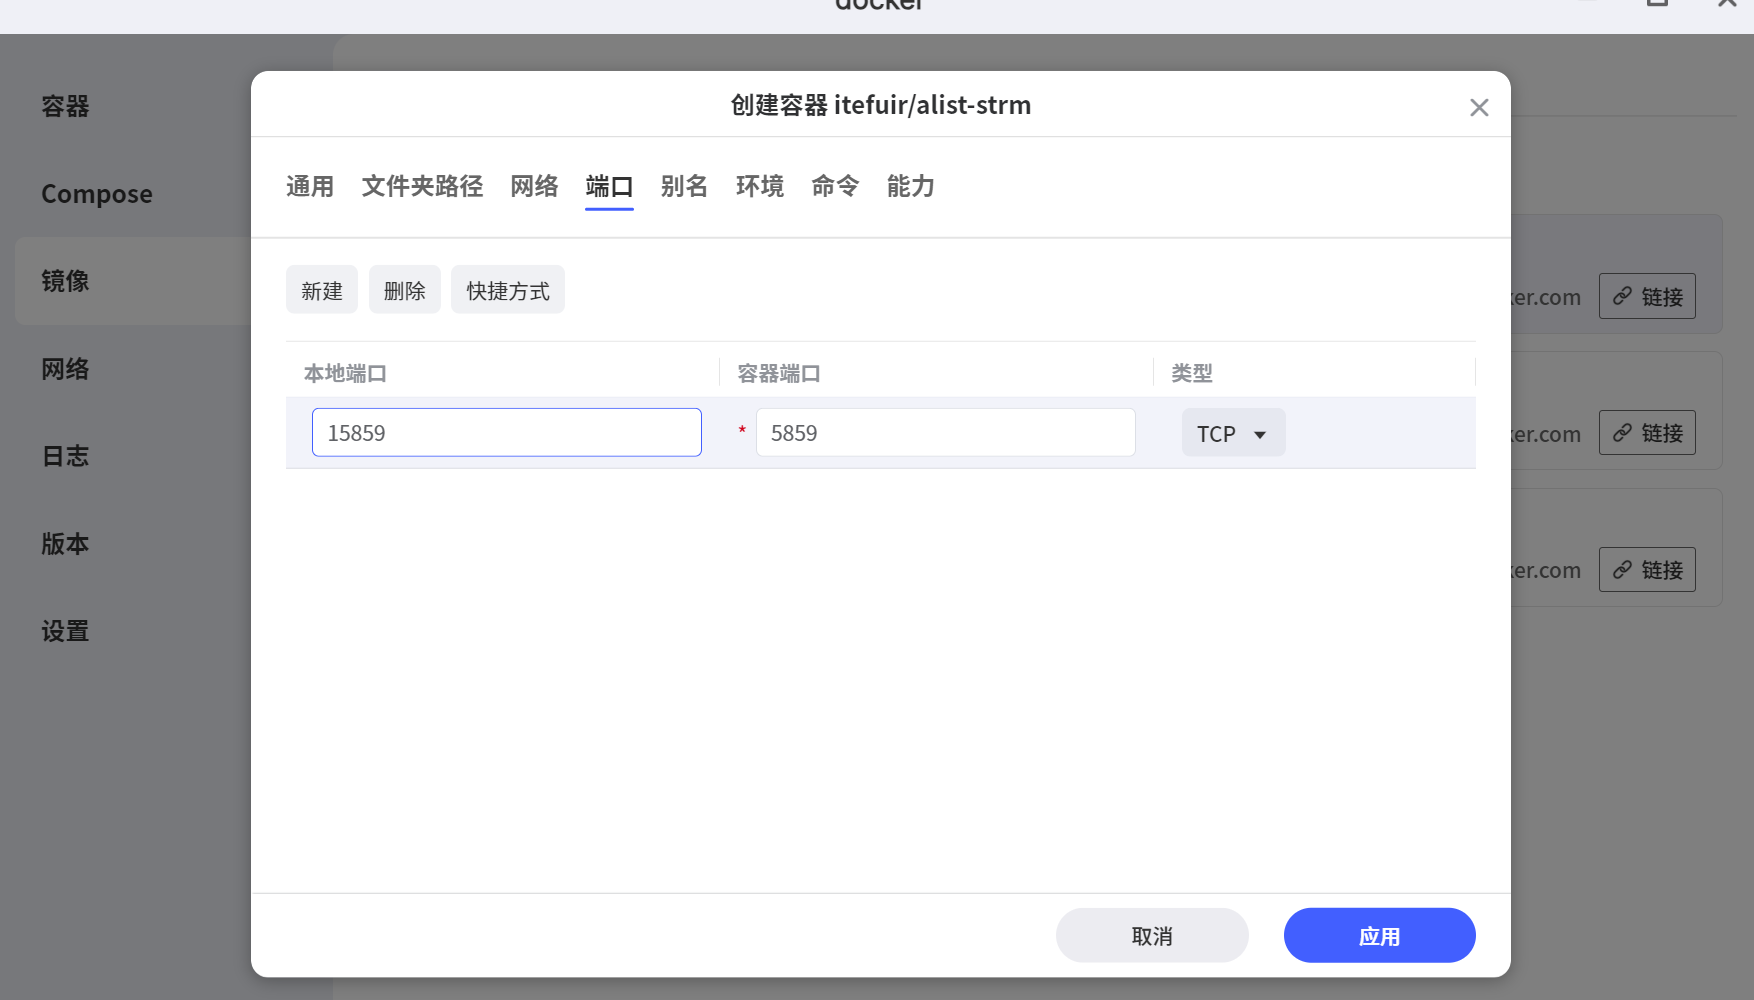 docker
容器
Compose
镜像
网络
日志
版本
设置
创建容器 itefuir/alist-strm
通用 文件夹路径 网络 端口 别名 环境 命令 能力
新建 删除 快捷方式
本地端口 容器端口 类型
15859 * 5859 TCP
取消 应用
ker.com 链接
ker.com 链接
ker.com 链接